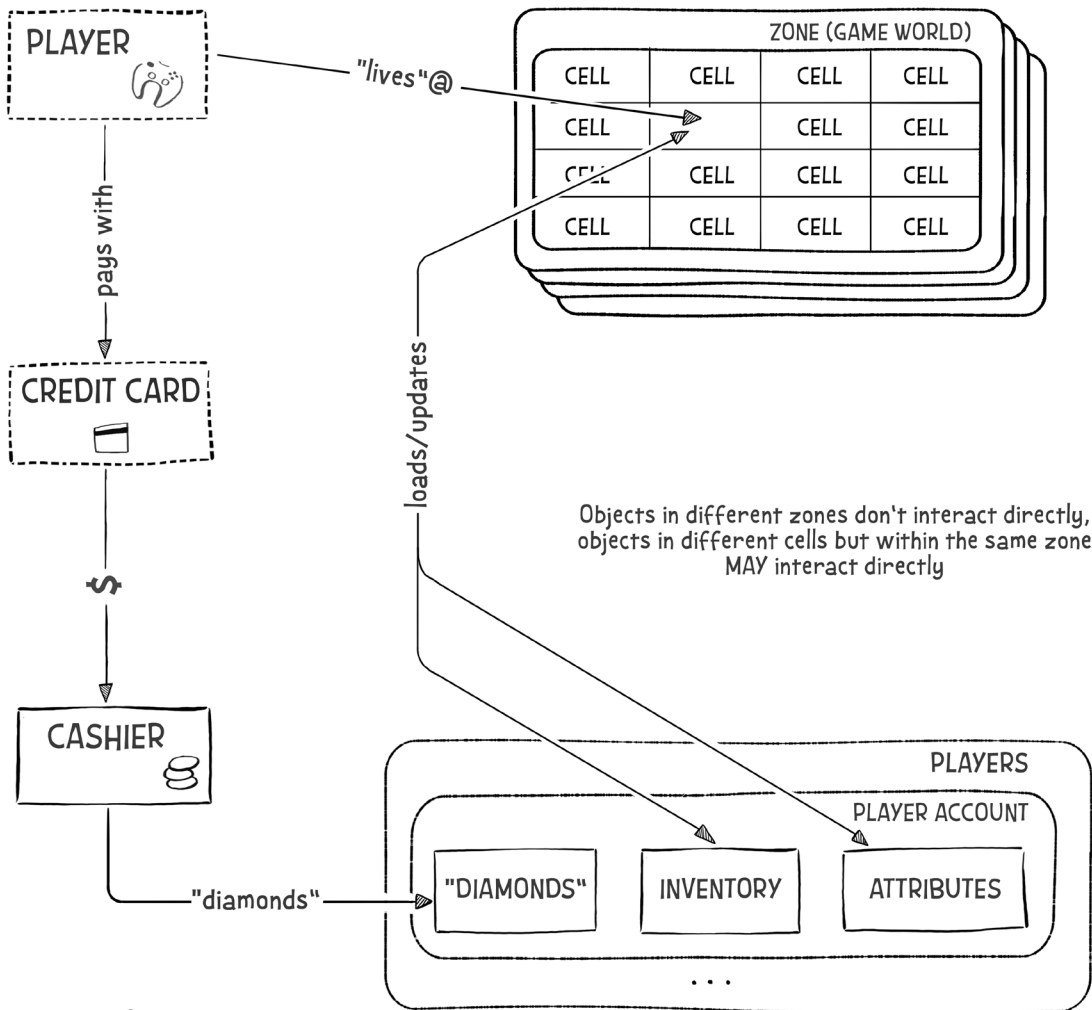 PLAYER
"lives"@
ZONE (GAME WORLD)
CELL CELL CELL CELL
CELL CELL CELL
CELL CELL CELL CELL
CELL CELL CELL CELL
pays with
CREDIT CARD
loads/updates
Objects in different zones don't interact directly,
objects in different cells but within the same zone
MAY interact directly
$
CASHIER
PLAYERS
PLAYER ACCOUNT
"diamonds"
"DIAMONDS" INVENTORY ATTRIBUTES
...